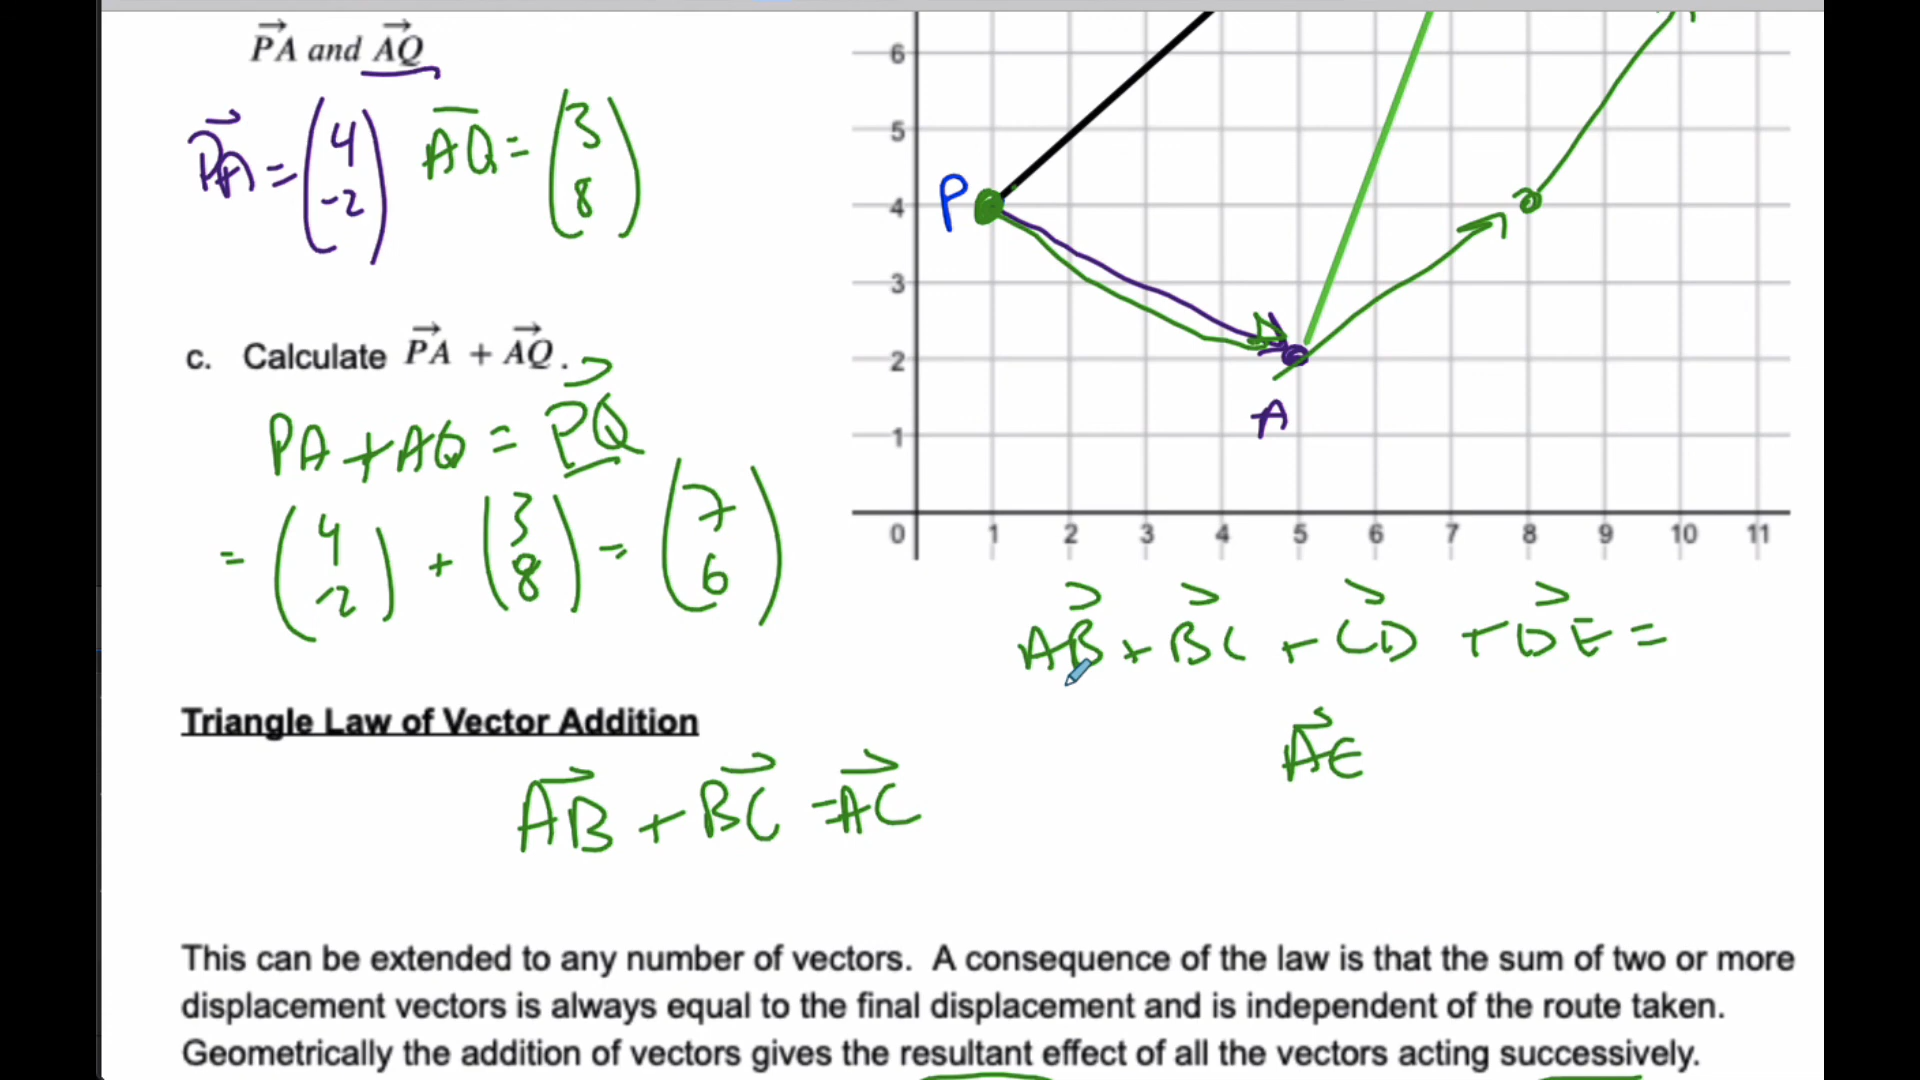 PA and AQ
PA = (4 -2) AQ = (3 8)
c. Calculate PA + AQ.
PA + AQ = PQ
= (4 -2) + (3 8) = (7 6)
6
5
4
3
2
1
0 1 2 3 4 5 6 7 8 9 10 11
P
A
AB + BC + CD + DE =
AE
Triangle Law of Vector Addition
AB + BC = AC
This can be extended to any number of vectors. A consequence of the law is that the sum of two or more
displacement vectors is always equal to the final displacement and is independent of the route taken.
Geometrically the addition of vectors gives the resultant effect of all the vectors acting successively.